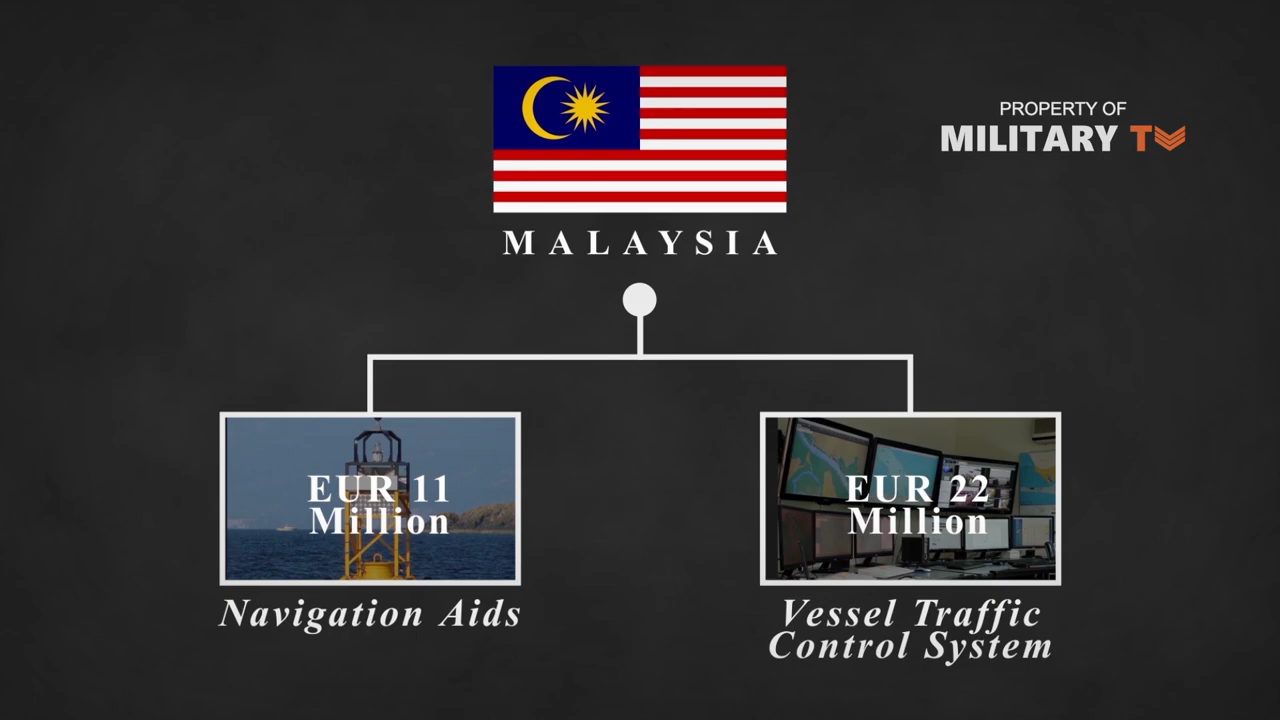 PROPERTY OF
MILITARY TV
MALAYSIA
EUR 11
Million
EUR 22
Million
Navigation Aids
Vessel Traffic
Control System